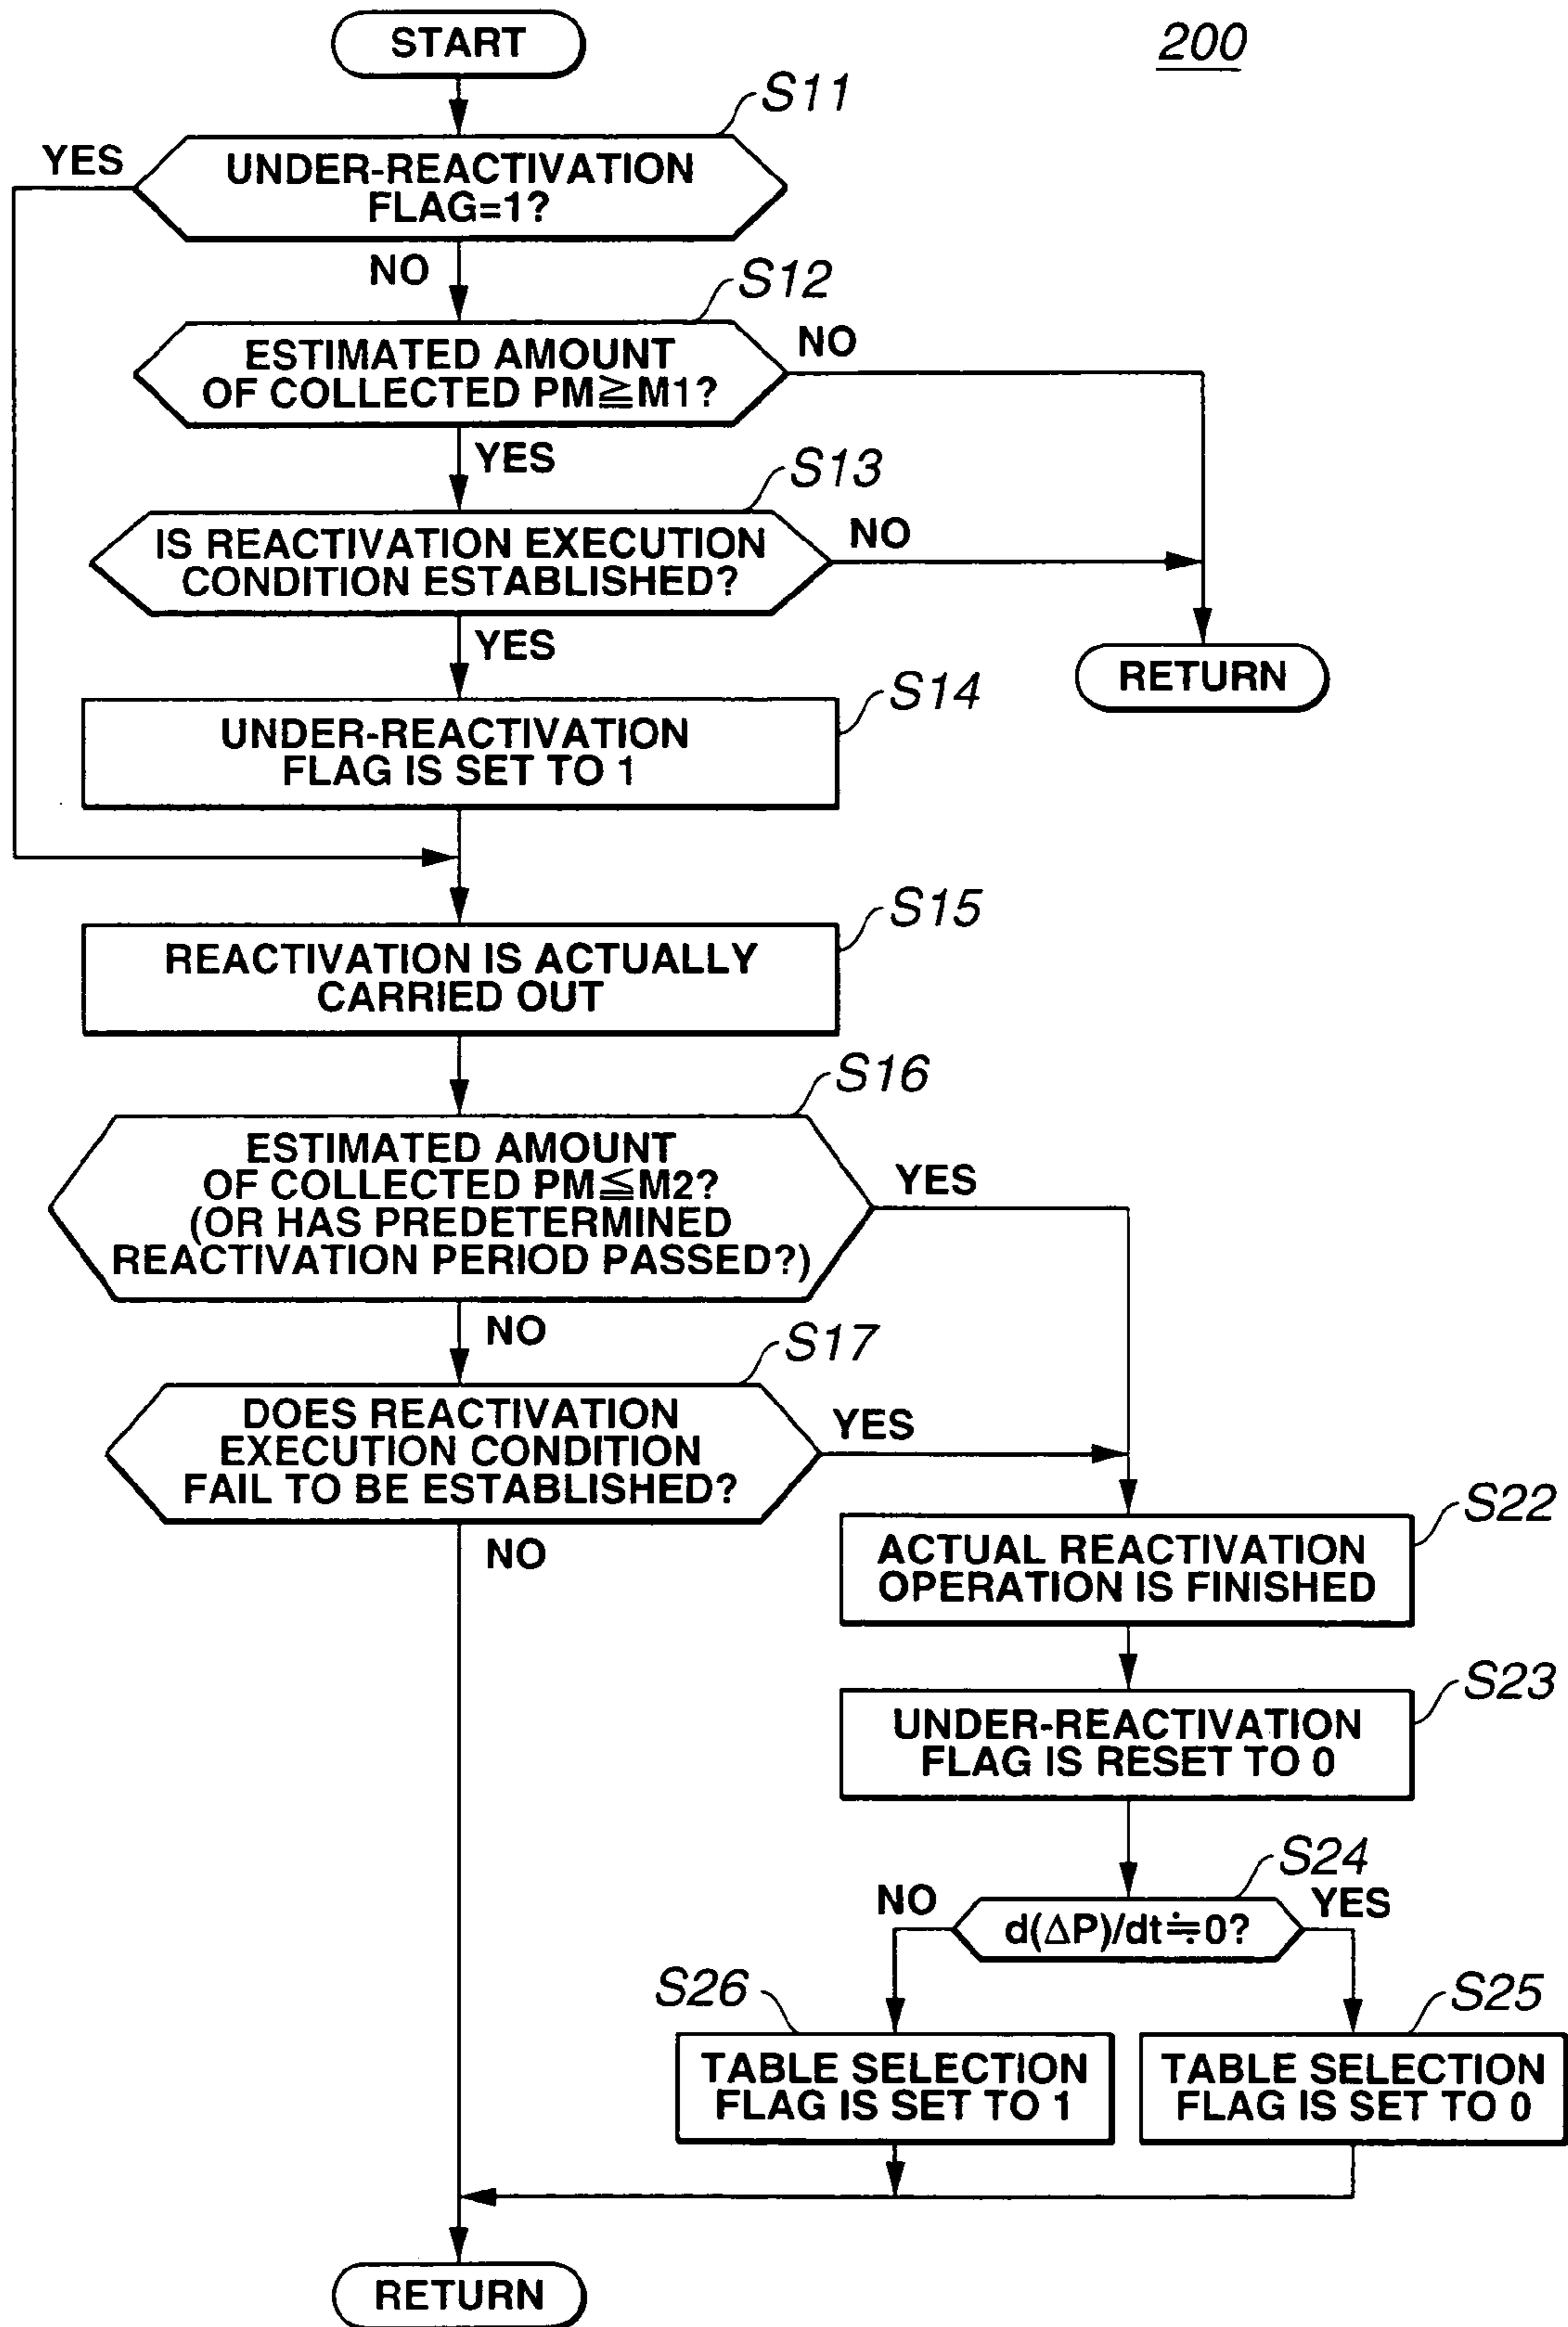 START
200
S11
YES
UNDER-REACTIVATION
FLAG=1?
NO
S12
ESTIMATED AMOUNT
OF COLLECTED PM≧M1?
NO
YES
S13
IS REACTIVATION EXECUTION
CONDITION ESTABLISHED?
NO
YES
RETURN
S14
UNDER-REACTIVATION
FLAG IS SET TO 1
S15
REACTIVATION IS ACTUALLY
CARRIED OUT
S16
ESTIMATED AMOUNT
OF COLLECTED PM≦M2?
(OR HAS PREDETERMINED
REACTIVATION PERIOD PASSED?)
YES
NO
S17
DOES REACTIVATION
EXECUTION CONDITION
FAIL TO BE ESTABLISHED?
YES
NO
S22
ACTUAL REACTIVATION
OPERATION IS FINISHED
S23
UNDER-REACTIVATION
FLAG IS RESET TO 0
S24
NO
YES
d(ΔP)/dt≒0?
S26
S25
TABLE SELECTION
FLAG IS SET TO 1
TABLE SELECTION
FLAG IS SET TO 0
RETURN